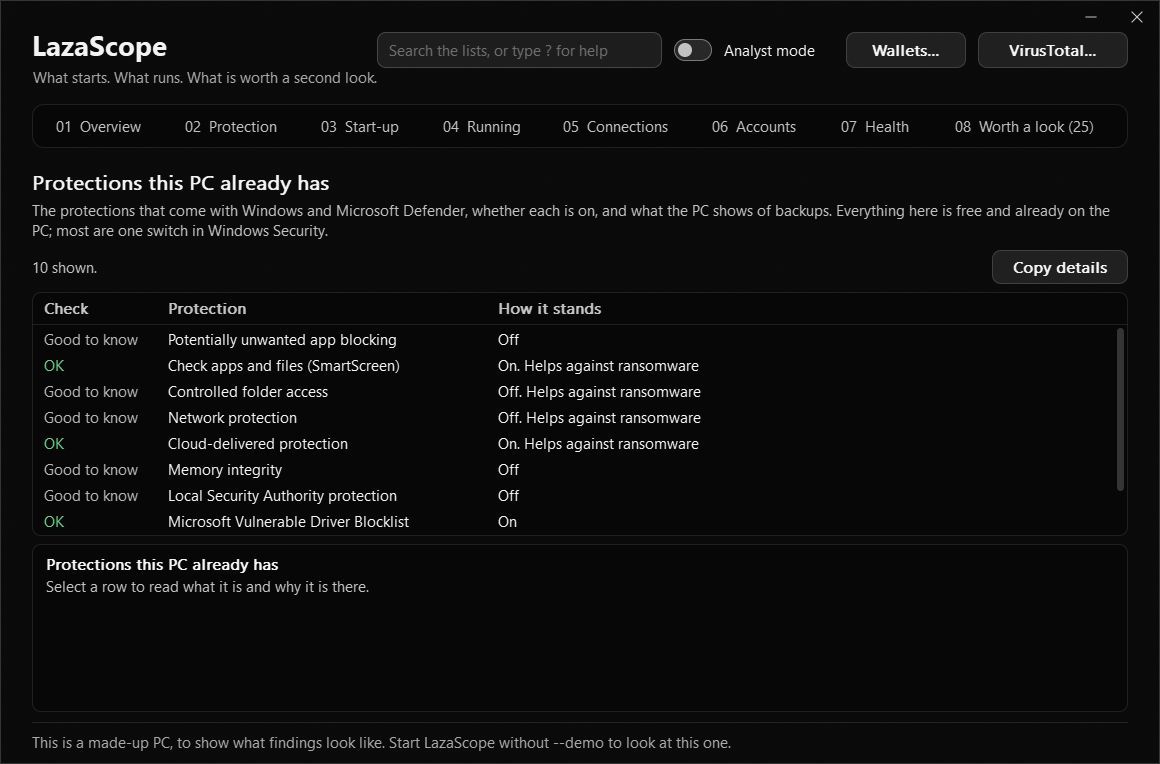 LazaScope
What starts. What runs. What is worth a second look.
Search the lists, or type ? for help
Analyst mode
Wallets...
VirusTotal...
01 Overview
02 Protection
03 Start-up
04 Running
05 Connections
06 Accounts
07 Health
08 Worth a look (25)
Protections this PC already has
The protections that come with Windows and Microsoft Defender, whether each is on, and what the PC shows of backups. Everything here is free and already on the
PC; most are one switch in Windows Security.
10 shown.
Copy details
Check Protection How it stands
Good to know Potentially unwanted app blocking Off
OK Check apps and files (SmartScreen) On. Helps against ransomware
Good to know Controlled folder access Off. Helps against ransomware
Good to know Network protection Off. Helps against ransomware
OK Cloud-delivered protection On. Helps against ransomware
Good to know Memory integrity Off
Good to know Local Security Authority protection Off
OK Microsoft Vulnerable Driver Blocklist On
Protections this PC already has
Select a row to read what it is and why it is there.
This is a made-up PC, to show what findings look like. Start LazaScope without --demo to look at this one.